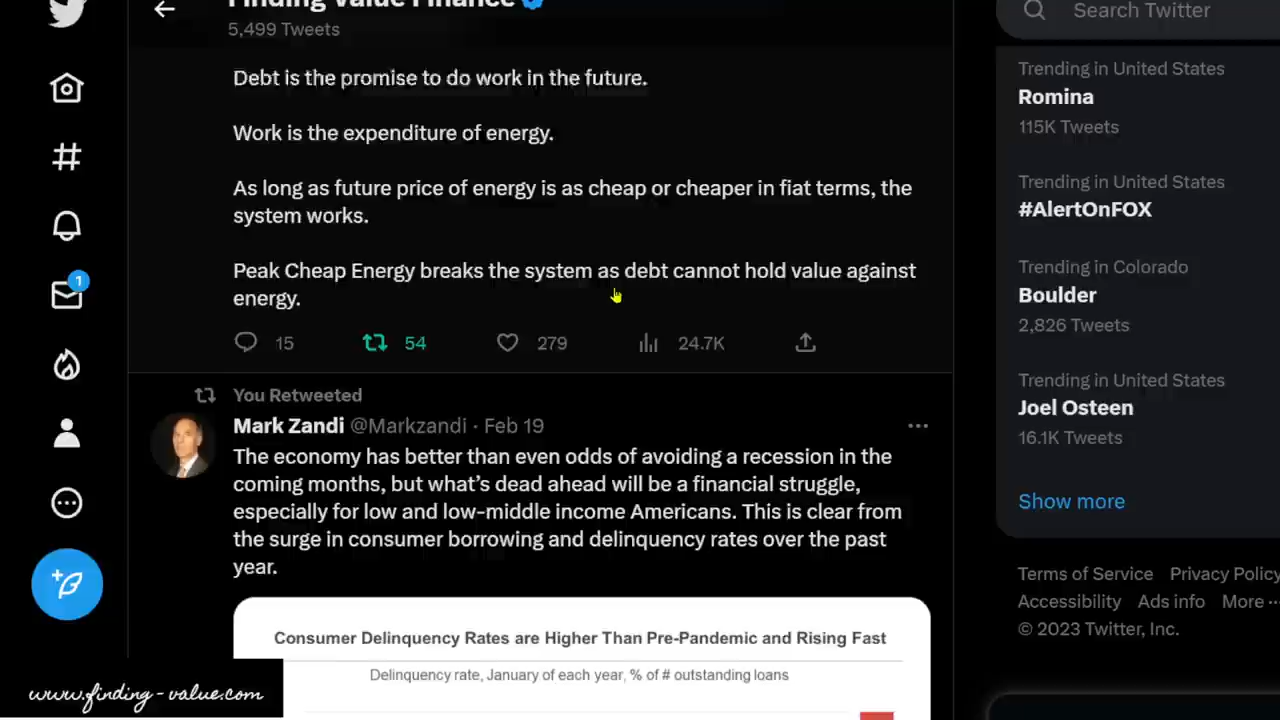 Finding Value Finance
5,499 Tweets
Debt is the promise to do work in the future.
Work is the expenditure of energy.
As long as future price of energy is as cheap or cheaper in fiat terms, the
system works.
Peak Cheap Energy breaks the system as debt cannot hold value against
energy.
15 54 279 24.7K
You Retweeted
Mark Zandi @Markzandi · Feb 19
The economy has better than even odds of avoiding a recession in the
coming months, but what's dead ahead will be a financial struggle,
especially for low and low-middle income Americans. This is clear from
the surge in consumer borrowing and delinquency rates over the past
year.
Consumer Delinquency Rates are Higher Than Pre-Pandemic and Rising Fast
Delinquency rate, January of each year, % of # outstanding loans
1
www.finding-value.com
Search Twitter
Trending in United States
Romina
115K Tweets
Trending in United States
#AlertOnFOX
Trending in Colorado
Boulder
2,826 Tweets
Trending in United States
Joel Osteen
16.1K Tweets
Show more
Terms of Service Privacy Policy
Accessibility Ads info More ...
© 2023 Twitter, Inc.